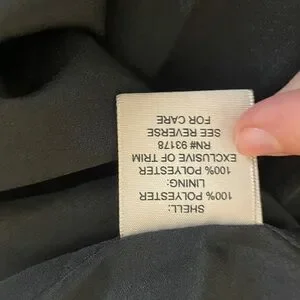 SHELL:
100% POLYESTER
LINING:
100% POLYESTER
EXCLUSIVE OF TRIM
RN# 93178
SEE REVERSE
FOR CARE